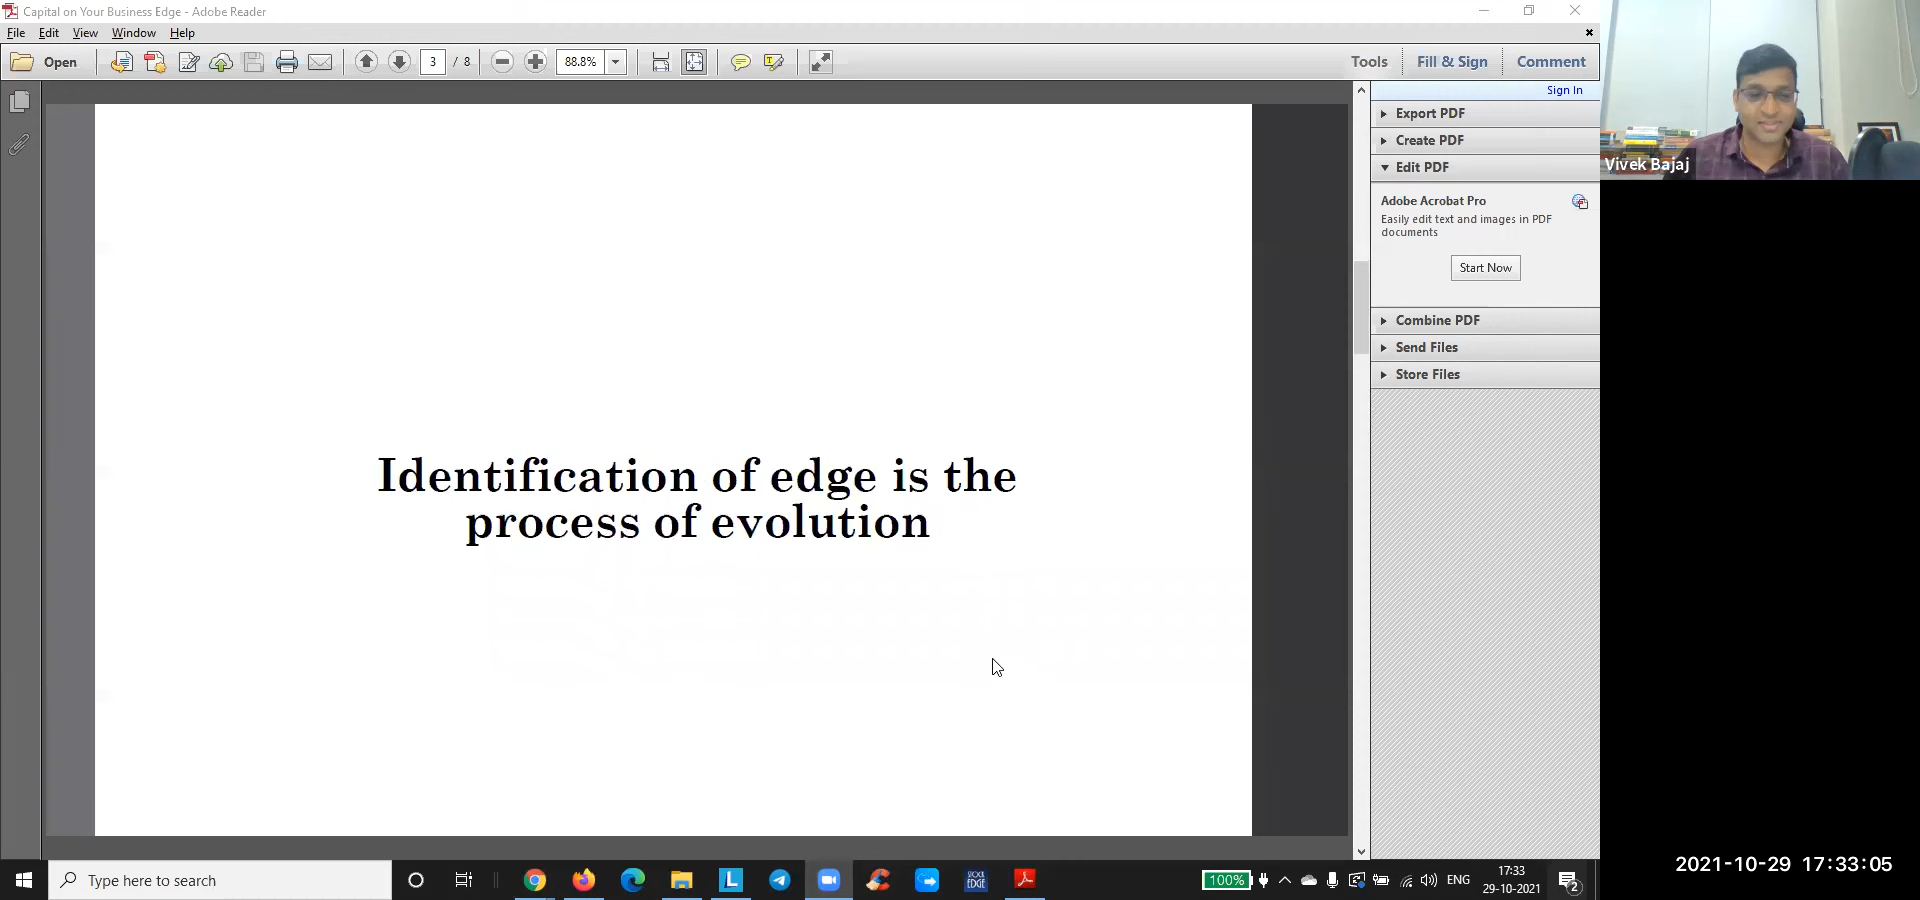 Capital on Your Business Edge - Adobe Reader
File Edit View Window Help
Open 3 / 8 88.8% Tools Fill & Sign Comment
Sign In
Export PDF
Create PDF
Edit PDF
Adobe Acrobat Pro
Easily edit text and images in PDF
documents
Start Now
Combine PDF
Send Files
Store Files
Vivek Bajaj
Identification of edge is the
process of evolution
2021-10-29 17:33:05
Type here to search
L
STOCK
EDGE
100%
ENG
17:33
29-10-2021
2